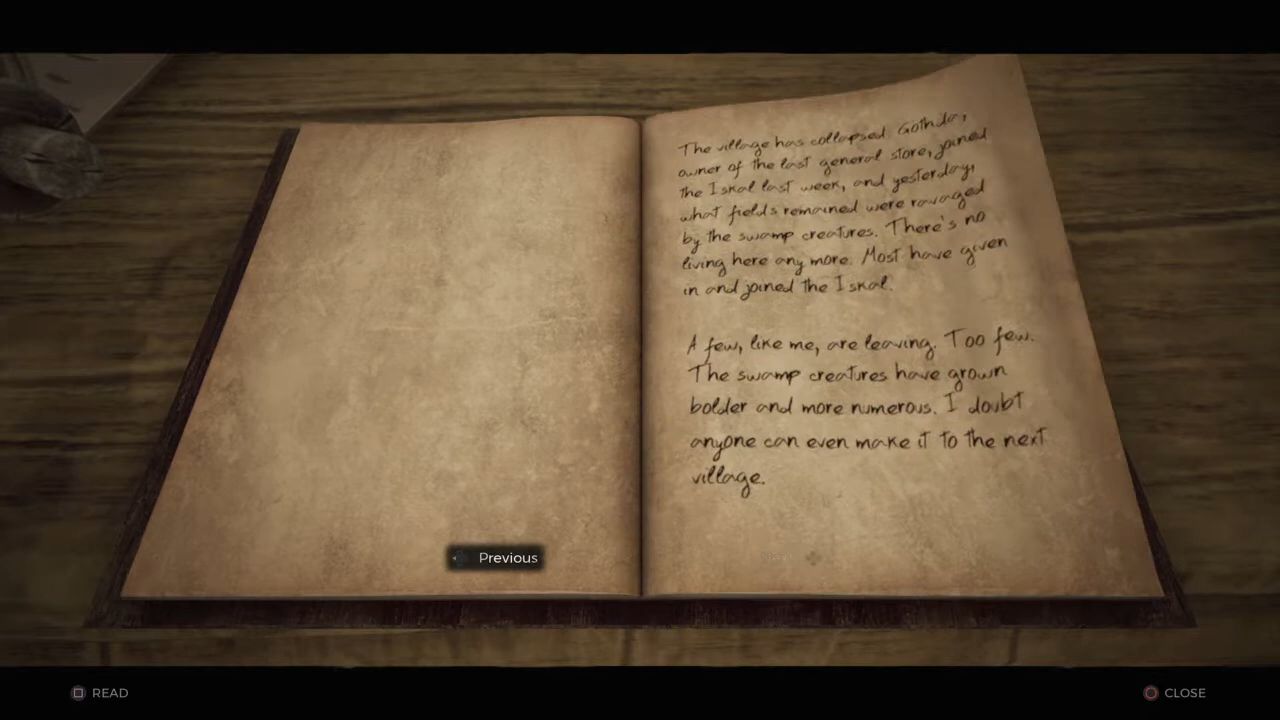 The village has collapsed. Gothda,
owner of the last general store, joined
the Iskal last week, and yesterday,
what fields remained were ravaged
by the swamp creatures. There's no
living here any more. Most have given
in and joined the Iskal.
A few, like me, are leaving. Too few.
The swamp creatures have grown
bolder and more numerous. I doubt
anyone can even make it to the next
village.
Previous
READ
CLOSE